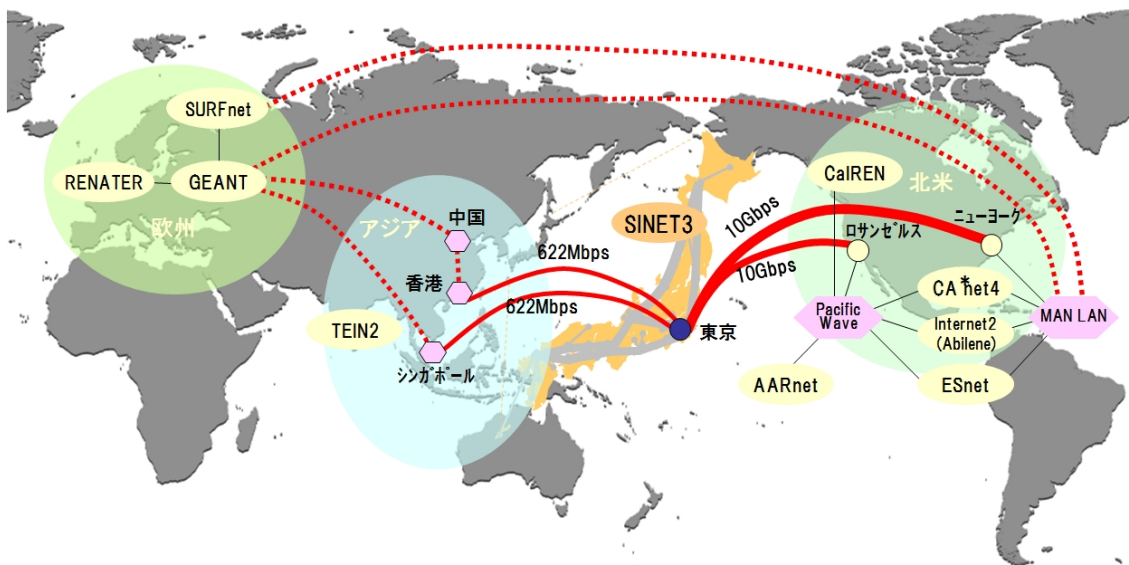 SURFnet
RENATER
GEANT
欧州
アジア
中国
香港
TEIN2
シンガポール
622Mbps
622Mbps
SINET3
東京
10Gbps
10Gbps
CalREN
北米
ニューヨーク
ロサンゼルス
Pacific
Wave
CA*net4
Internet2
(Abilene)
MAN LAN
AARnet
ESnet